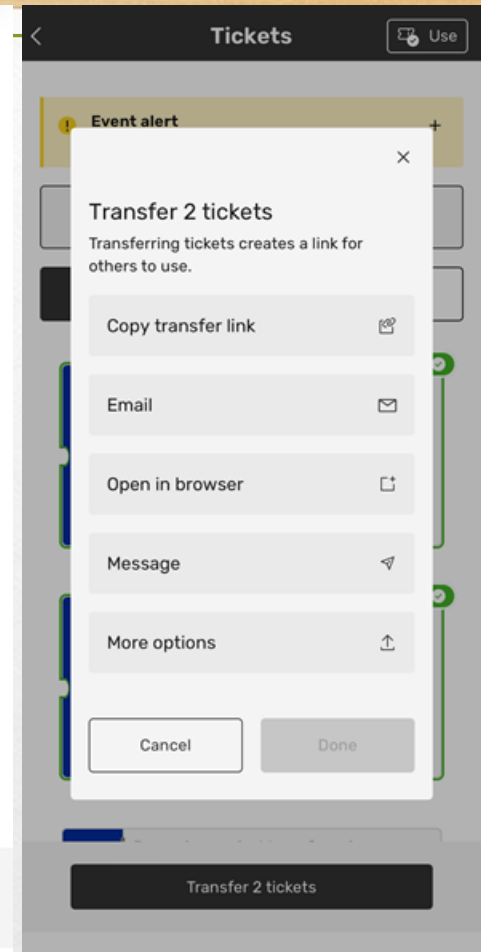 Tickets
Use
Event alert
+
Transfer 2 tickets
Transferring tickets creates a link for
others to use.
Copy transfer link
Email
Open in browser
Message
More options
Cancel
Done
Transfer 2 tickets